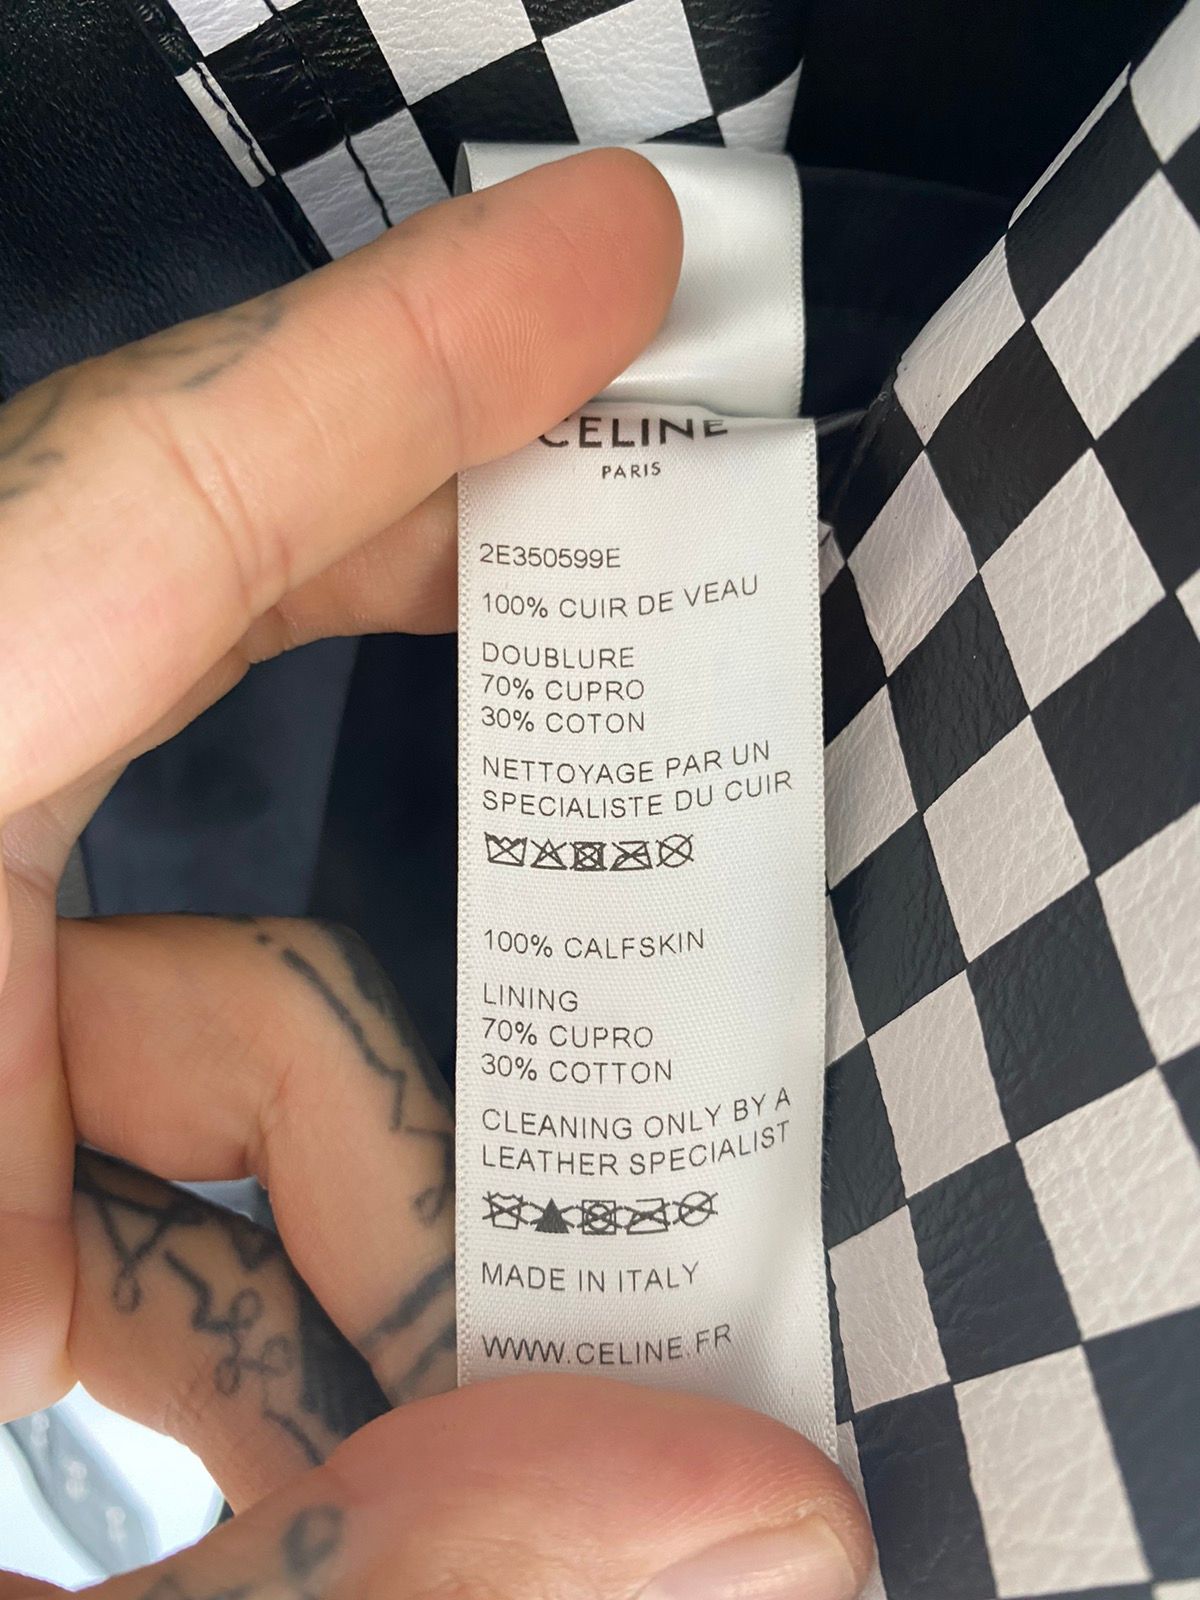 CELINE
PARIS
2E350599E
100% CUIR DE VEAU
DOUBLURE
70% CUPRO
30% COTON
NETTOYAGE PAR UN
SPECIALISTE DU CUIR
100% CALFSKIN
LINING
70% CUPRO
30% COTTON
CLEANING ONLY BY A
LEATHER SPECIALIST
MADE IN ITALY
WWW.CELINE.FR